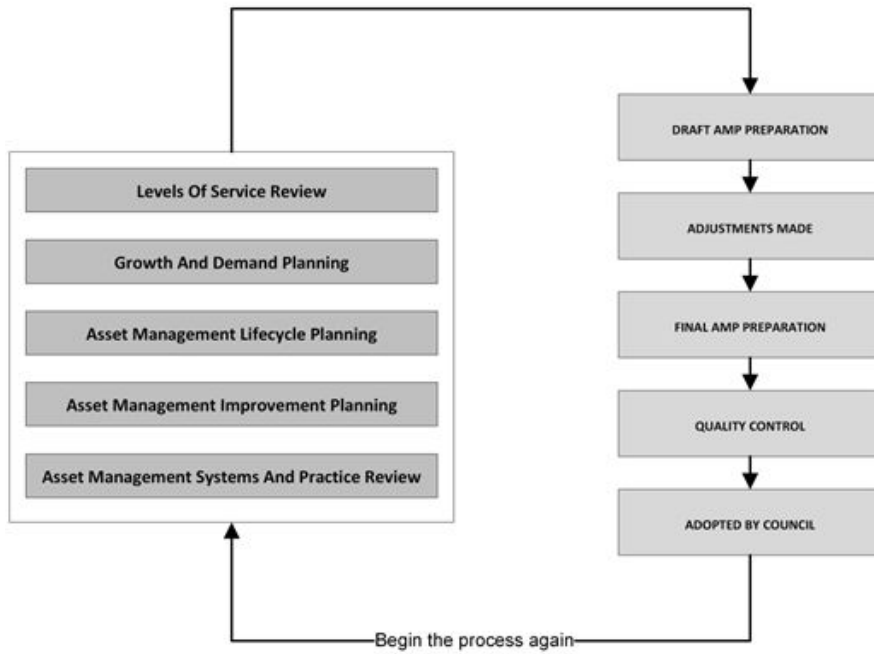 Levels Of Service Review
Growth And Demand Planning
Asset Management Lifecycle Planning
Asset Management Improvement Planning
Asset Management Systems And Practice Review
DRAFT AMP PREPARATION
ADJUSTMENTS MADE
FINAL AMP PREPARATION
QUALITY CONTROL
ADOPTED BY COUNCIL
Begin the process again